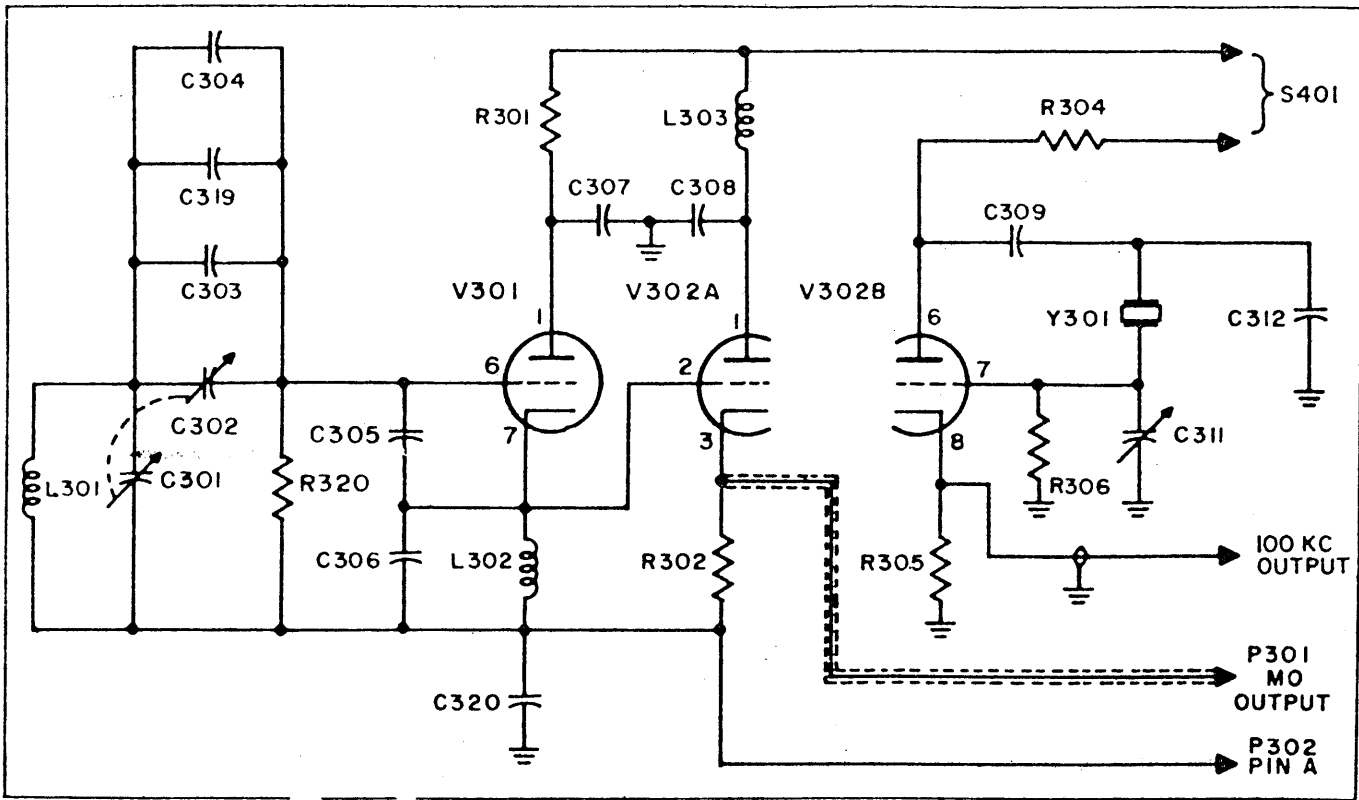 C304
S401
R304
R301
L303
C319
C307
C308
C309
C303
V301
V302A
V302B
1
1
6
Y301
C312
6
2
7
C302
7
3
8
C311
C305
L301
C301
R320
R306
C306
L302
R302
R305
100 KC
OUTPUT
P301
MO
OUTPUT
C320
P302
PIN A